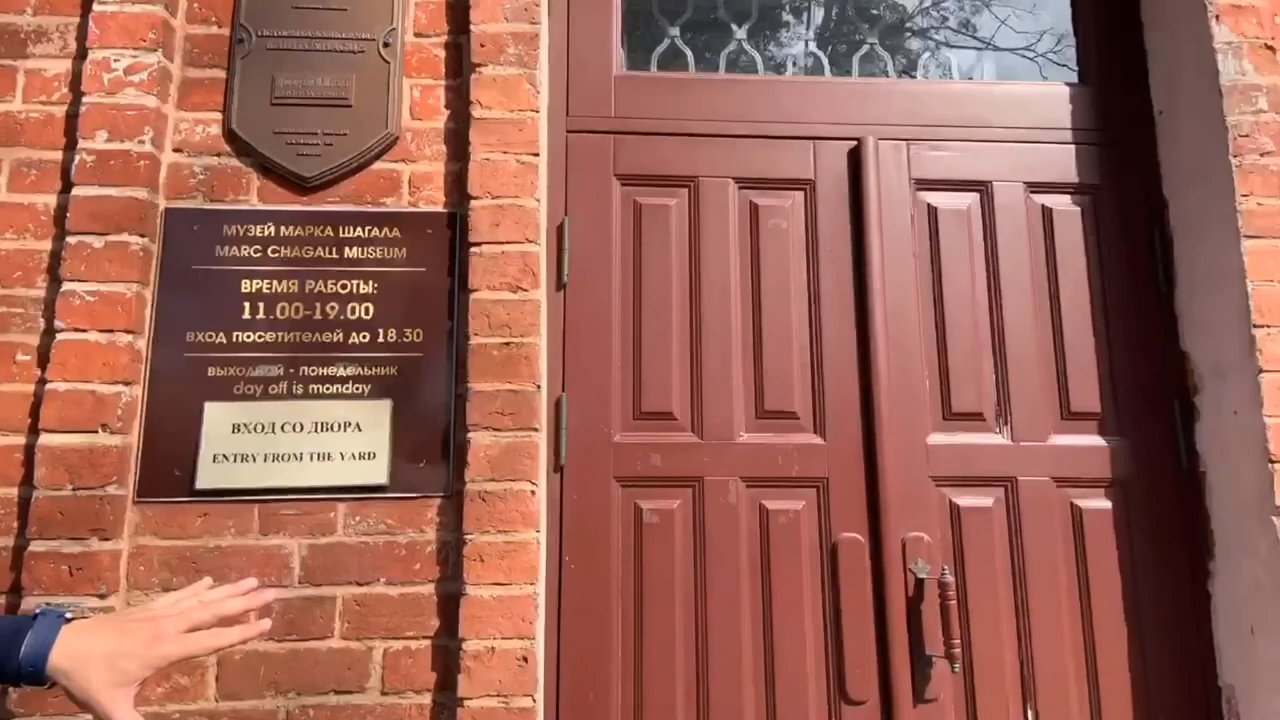 МУЗЕЙ МАРКА ШАГАЛА
MARC CHAGALL MUSEUM
ВРЕМЯ РАБОТЫ:
11.00-19.00
вход посетителей до 18.30
выходной - понедельник
day off is monday
ВХОД СО ДВОРА
ENTRY FROM THE YARD